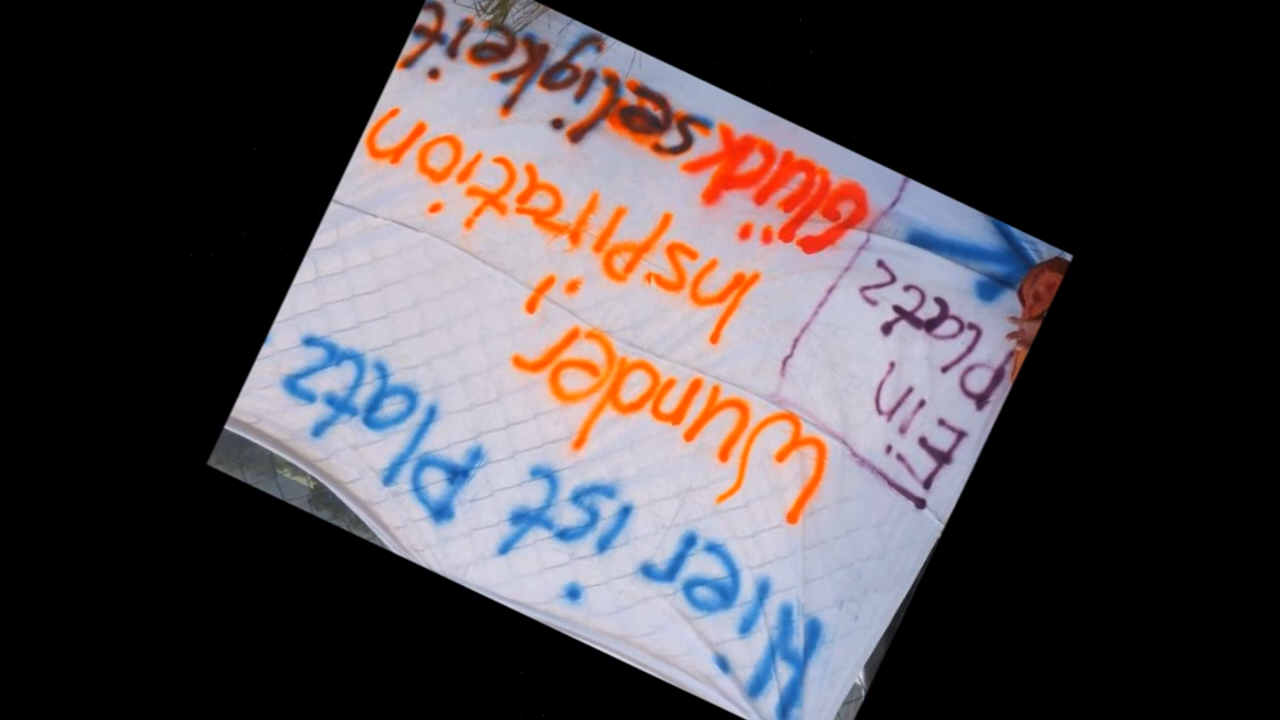 Hier ist Platz
Wunder,
Inspiration
Glückseligkeit
Ein
Platz